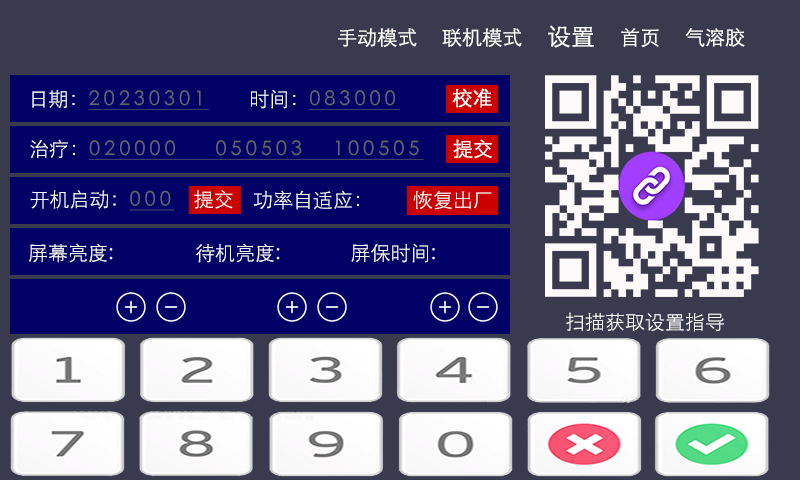 手动模式 联机模式 设置 首页 气溶胶
日期：20230301 时间：083000 校准
治疗：020000 050503 100505 提交
开机启动：000 提交 功率自适应： 恢复出厂
屏幕亮度： 待机亮度： 屏保时间：
+ − + − + −
扫描获取设置指导
1 2 3 4 5 6
7 8 9 0